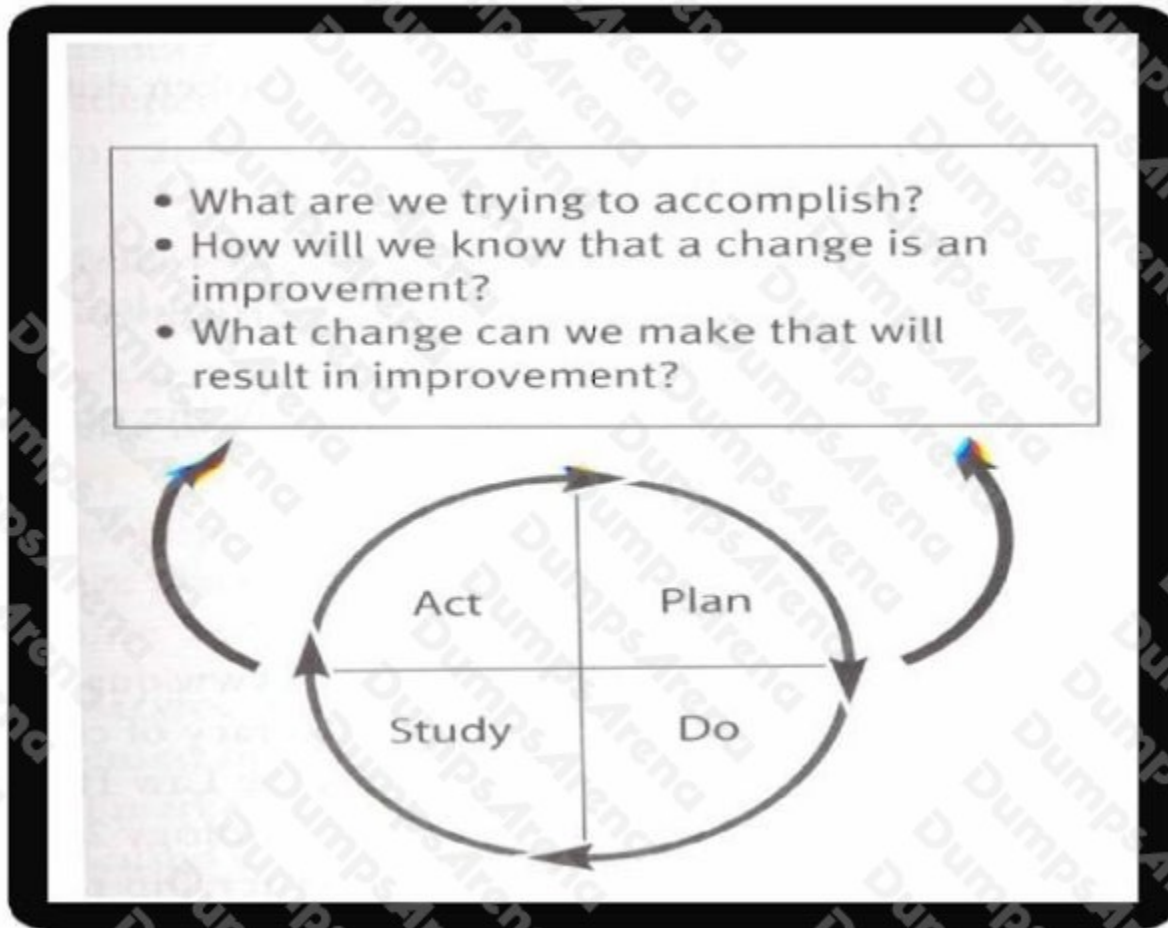 • What are we trying to accomplish?
• How will we know that a change is an
improvement?
• What change can we make that will
result in improvement?
Act
Plan
Study
Do
DumpsArena